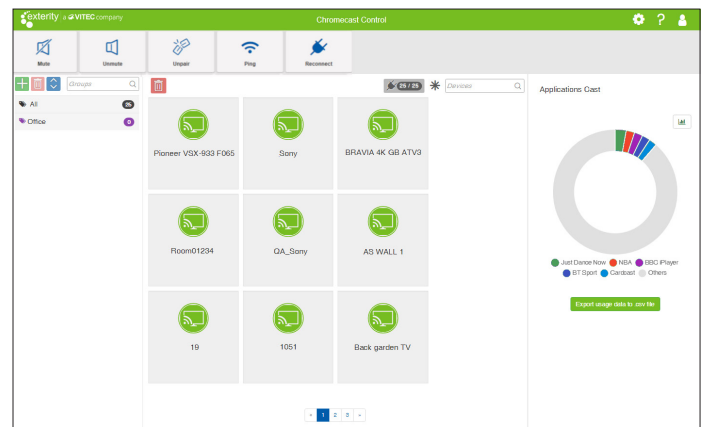 exterity a VITEC company
Chromecast Control
?
Mute
Unmute
Unpair
Ping
Reconnect
Groups
All 25
Office 0
25 / 25
Devices
Pioneer VSX-933 F065
Sony
BRAVIA 4K GB ATV3
Room01234
QA_Sony
AS WALL 1
19
1051
Back garden TV
« 1 2 3 »
Applications Cast
Just Dance Now NBA BBC iPlayer
BT Sport Cardcast Others
Export usage data to .csv file